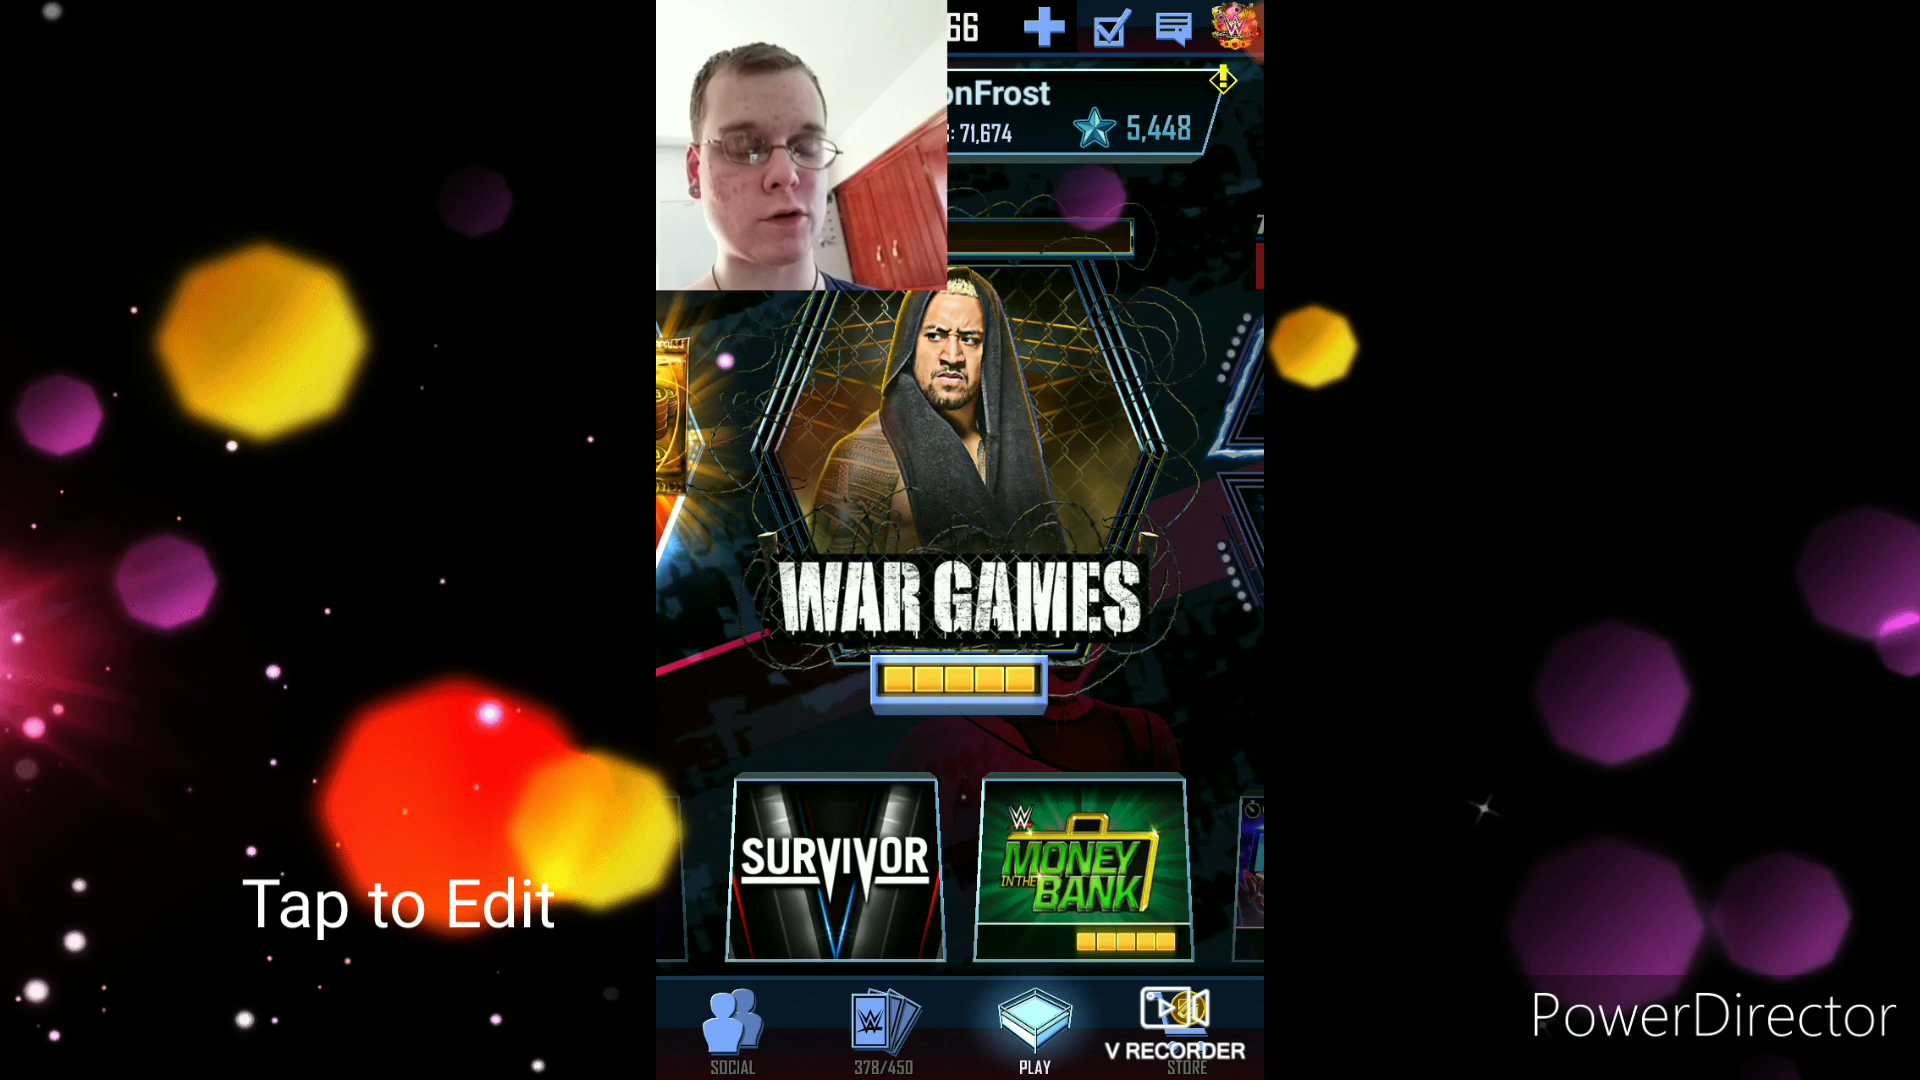 66
onFrost
: 71,674
5,448
WAR GAMES
SURVIVOR
W
MONEY
IN THE
BANK
Tap to Edit
PowerDirector
V RECORDER
SOCIAL
378/450
PLAY
STORE